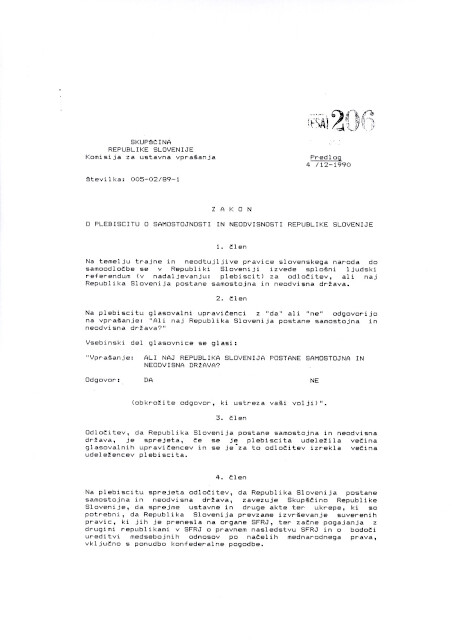 ESA 206
SKUPŠČINA
REPUBLIKE SLOVENIJE
Komisija za ustavna vprašanja
Predlog
4 /12-1990
Številka: 005-02/89-1
Z A K O N
O PLEBISCITU O SAMOSTOJNOSTI IN NEODVISNOSTI REPUBLIKE SLOVENIJE
1. člen
Na temelju trajne in neodtujljive pravice slovenskega naroda do
samoodločbe se v Republiki Sloveniji izvede splošni ljudski
referendum (v nadaljevanju: plebiscit) za odločitev, ali naj
Republika Slovenija postane samostojna in neodvisna država.
2. člen
Na plebiscitu glasovalni upravičenci z "da" ali "ne" odgovorijo
na vprašanje: "Ali naj Republika Slovenija postane samostojna in
neodvisna država?"
Vsebinski del glasovnice se glasi:
"Vprašanje: ALI NAJ REPUBLIKA SLOVENIJA POSTANE SAMOSTOJNA IN
NEODVISNA DRŽAVA?
Odgovor: DA NE
(obkrožite odgovor, ki ustreza vaši volji)".
3. člen
Odločitev, da Republika Slovenija postane samostojna in neodvisna
država, je sprejeta, če se je plebiscita udeležila večina
glasovalnih upravičencev in se je za to odločitev izrekla večina
udeležencev plebiscita.
4. člen
Na plebiscitu sprejeta odločitev, da Republika Slovenija postane
samostojna in neodvisna država, zavezuje Skupščino Republike
Slovenije, da sprejme ustavne in druge akte ter ukrepe, ki so
potrebni, da Republika Slovenija prevzame izvrševanje suverenih
pravic, ki jih je prenesla na organe SFRJ, ter začne pogajanja z
drugimi republikami v SFRJ o pravnem nasledstvu SFRJ in o bodoči
ureditvi medsebojnih odnosov po načelih mednarodnega prava,
vključno s ponudbo konfederalne pogodbe.